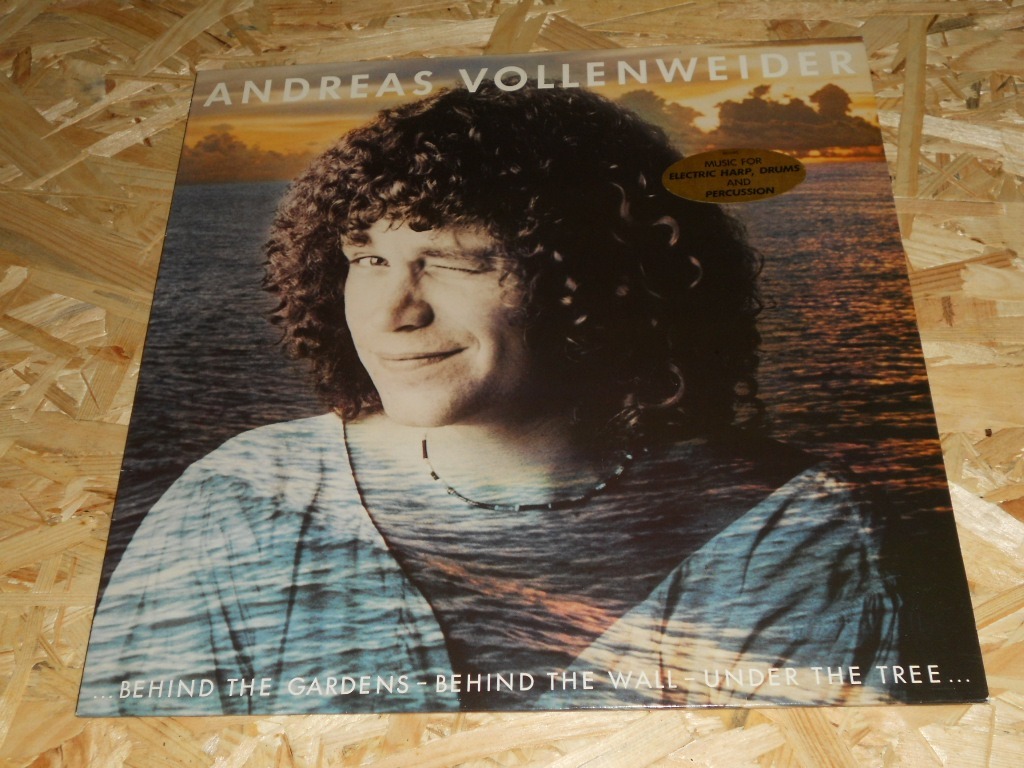 ANDREAS VOLLENWEIDER
MUSIC FOR
ELECTRIC HARP, DRUMS
AND
PERCUSSION
...BEHIND THE GARDENS - BEHIND THE WALL - UNDER THE TREE...